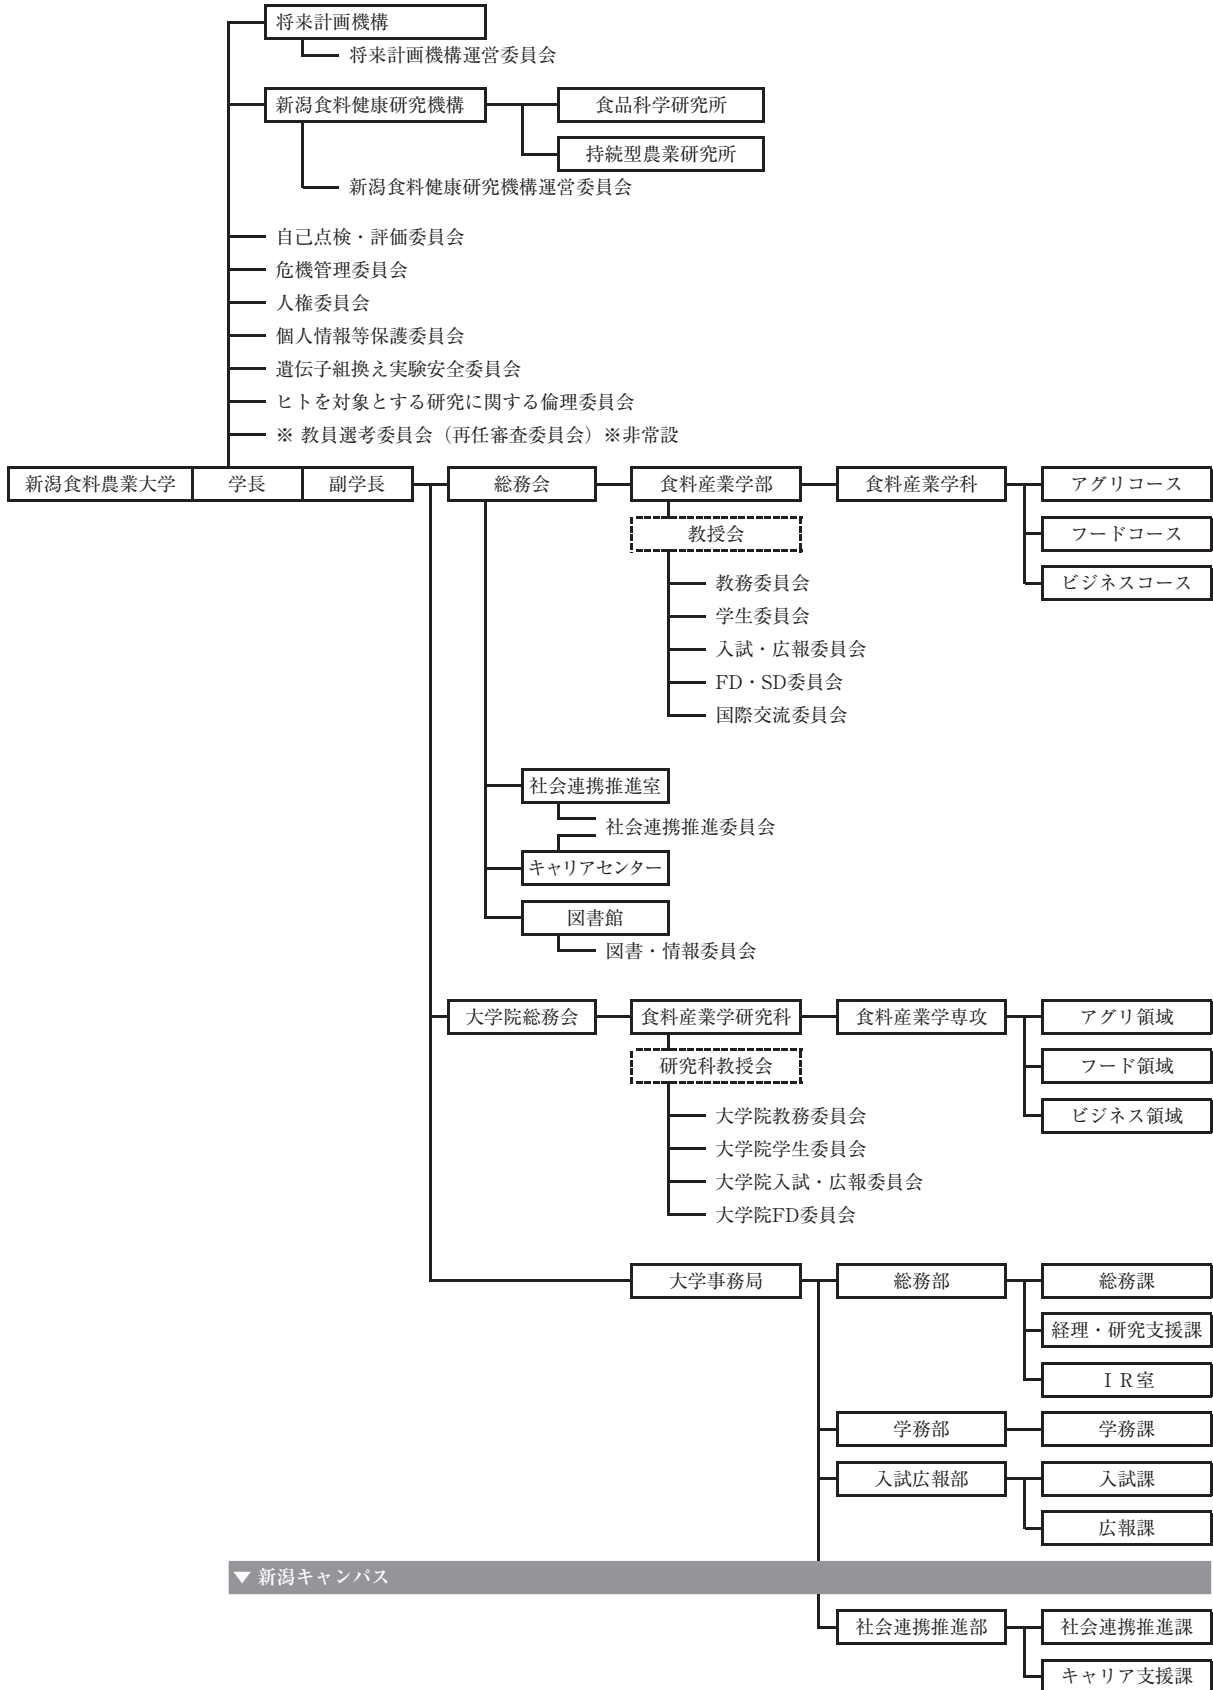 将来計画機構
将来計画機構運営委員会
新潟食料健康研究機構
食品科学研究所
持続型農業研究所
新潟食料健康研究機構運営委員会
自己点検・評価委員会
危機管理委員会
人権委員会
個人情報等保護委員会
遺伝子組換え実験安全委員会
ヒトを対象とする研究に関する倫理委員会
※ 教員選考委員会（再任審査委員会）※非常設
新潟食料農業大学
学長
副学長
総務会
食料産業学部
食料産業学科
アグリコース
教授会
フードコース
ビジネスコース
教務委員会
学生委員会
入試・広報委員会
FD・SD委員会
国際交流委員会
社会連携推進室
社会連携推進委員会
キャリアセンター
図書館
図書・情報委員会
大学院総務会
食料産業学研究科
食料産業学専攻
アグリ領域
研究科教授会
フード領域
ビジネス領域
大学院教務委員会
大学院学生委員会
大学院入試・広報委員会
大学院FD委員会
大学事務局
総務部
総務課
経理・研究支援課
ＩＲ室
学務部
学務課
入試広報部
入試課
広報課
▼ 新潟キャンパス
社会連携推進部
社会連携推進課
キャリア支援課